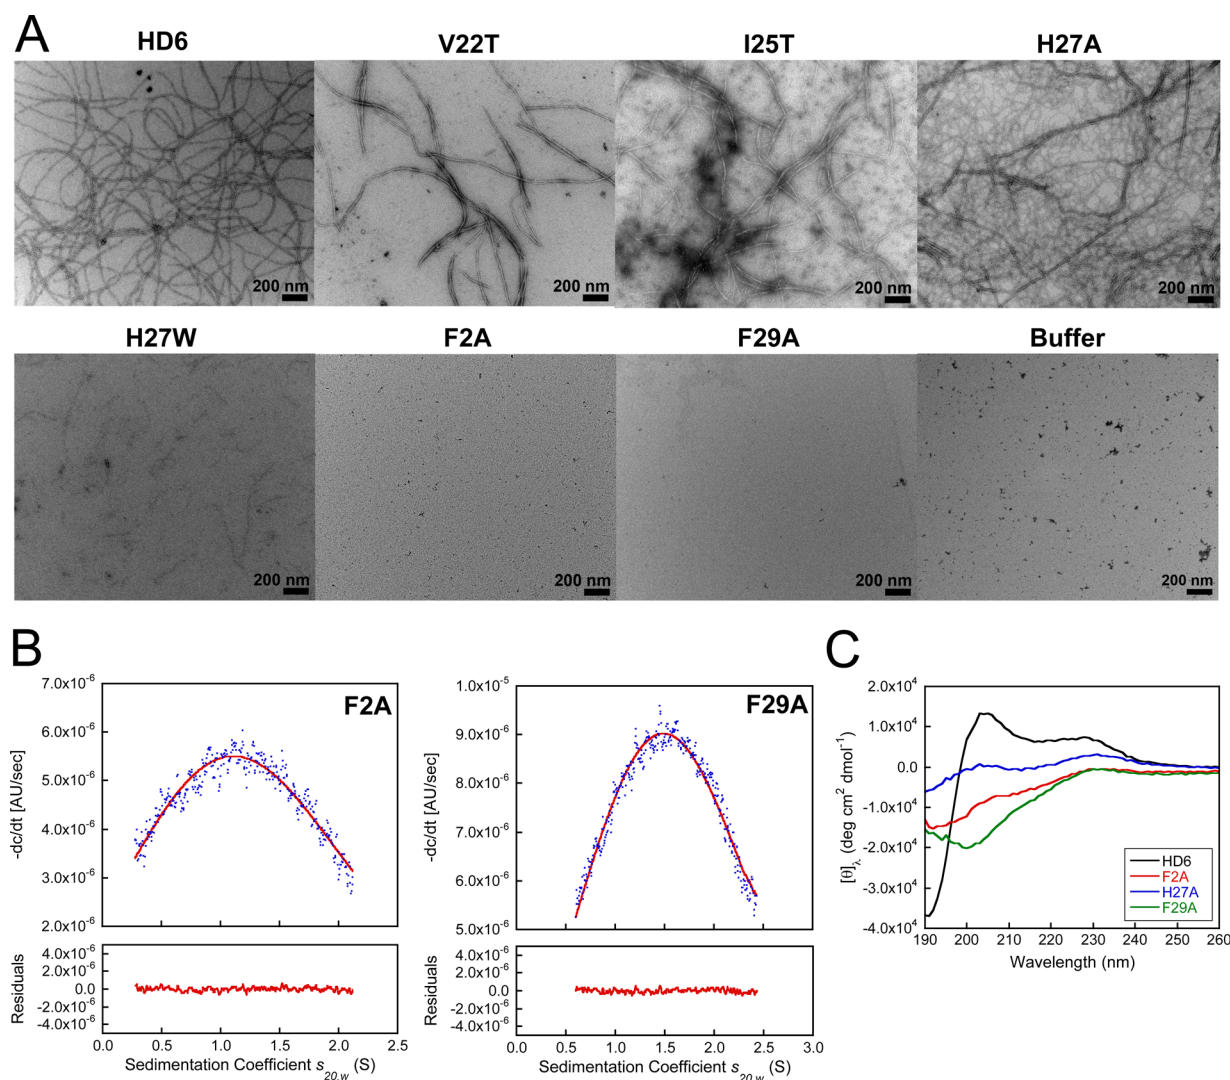 A
HD6
V22T
I25T
H27A
200 nm
200 nm
200 nm
200 nm
H27W
F2A
F29A
Buffer
200 nm
200 nm
200 nm
200 nm
B
F2A
-dc/dt [AU/sec]
7.0x10⁻⁶
6.0x10⁻⁶
5.0x10⁻⁶
4.0x10⁻⁶
3.0x10⁻⁶
2.0x10⁻⁶
Residuals
4.0x10⁻⁶
2.0x10⁻⁶
0.0
-2.0x10⁻⁶
-4.0x10⁻⁶
0.0 0.5 1.0 1.5 2.0 2.5
Sedimentation Coefficient s20,w (S)
F29A
-dc/dt [AU/sec]
1.0x10⁻⁵
9.0x10⁻⁶
8.0x10⁻⁶
7.0x10⁻⁶
6.0x10⁻⁶
5.0x10⁻⁶
Residuals
4.0x10⁻⁶
2.0x10⁻⁶
0.0
-2.0x10⁻⁶
-4.0x10⁻⁶
0.0 0.5 1.0 1.5 2.0 2.5 3.0
Sedimentation Coefficient s20,w (S)
C
[θ]λ (deg cm² dmol⁻¹)
2.0x10⁴
1.0x10⁴
0.0
-1.0x10⁴
-2.0x10⁴
-3.0x10⁴
-4.0x10⁴
HD6
F2A
H27A
F29A
190 200 210 220 230 240 250 260
Wavelength (nm)